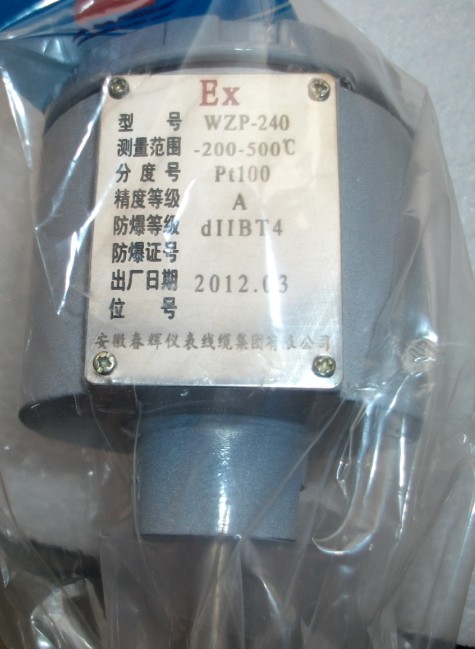 Ex
型 号 WZP-240
测量范围 -200-500℃
分度号 Pt100
精度等级 A
防爆等级 dIIBT4
防爆证号
出厂日期 2012.03
位 号
安徽春辉仪表线缆集团有限公司